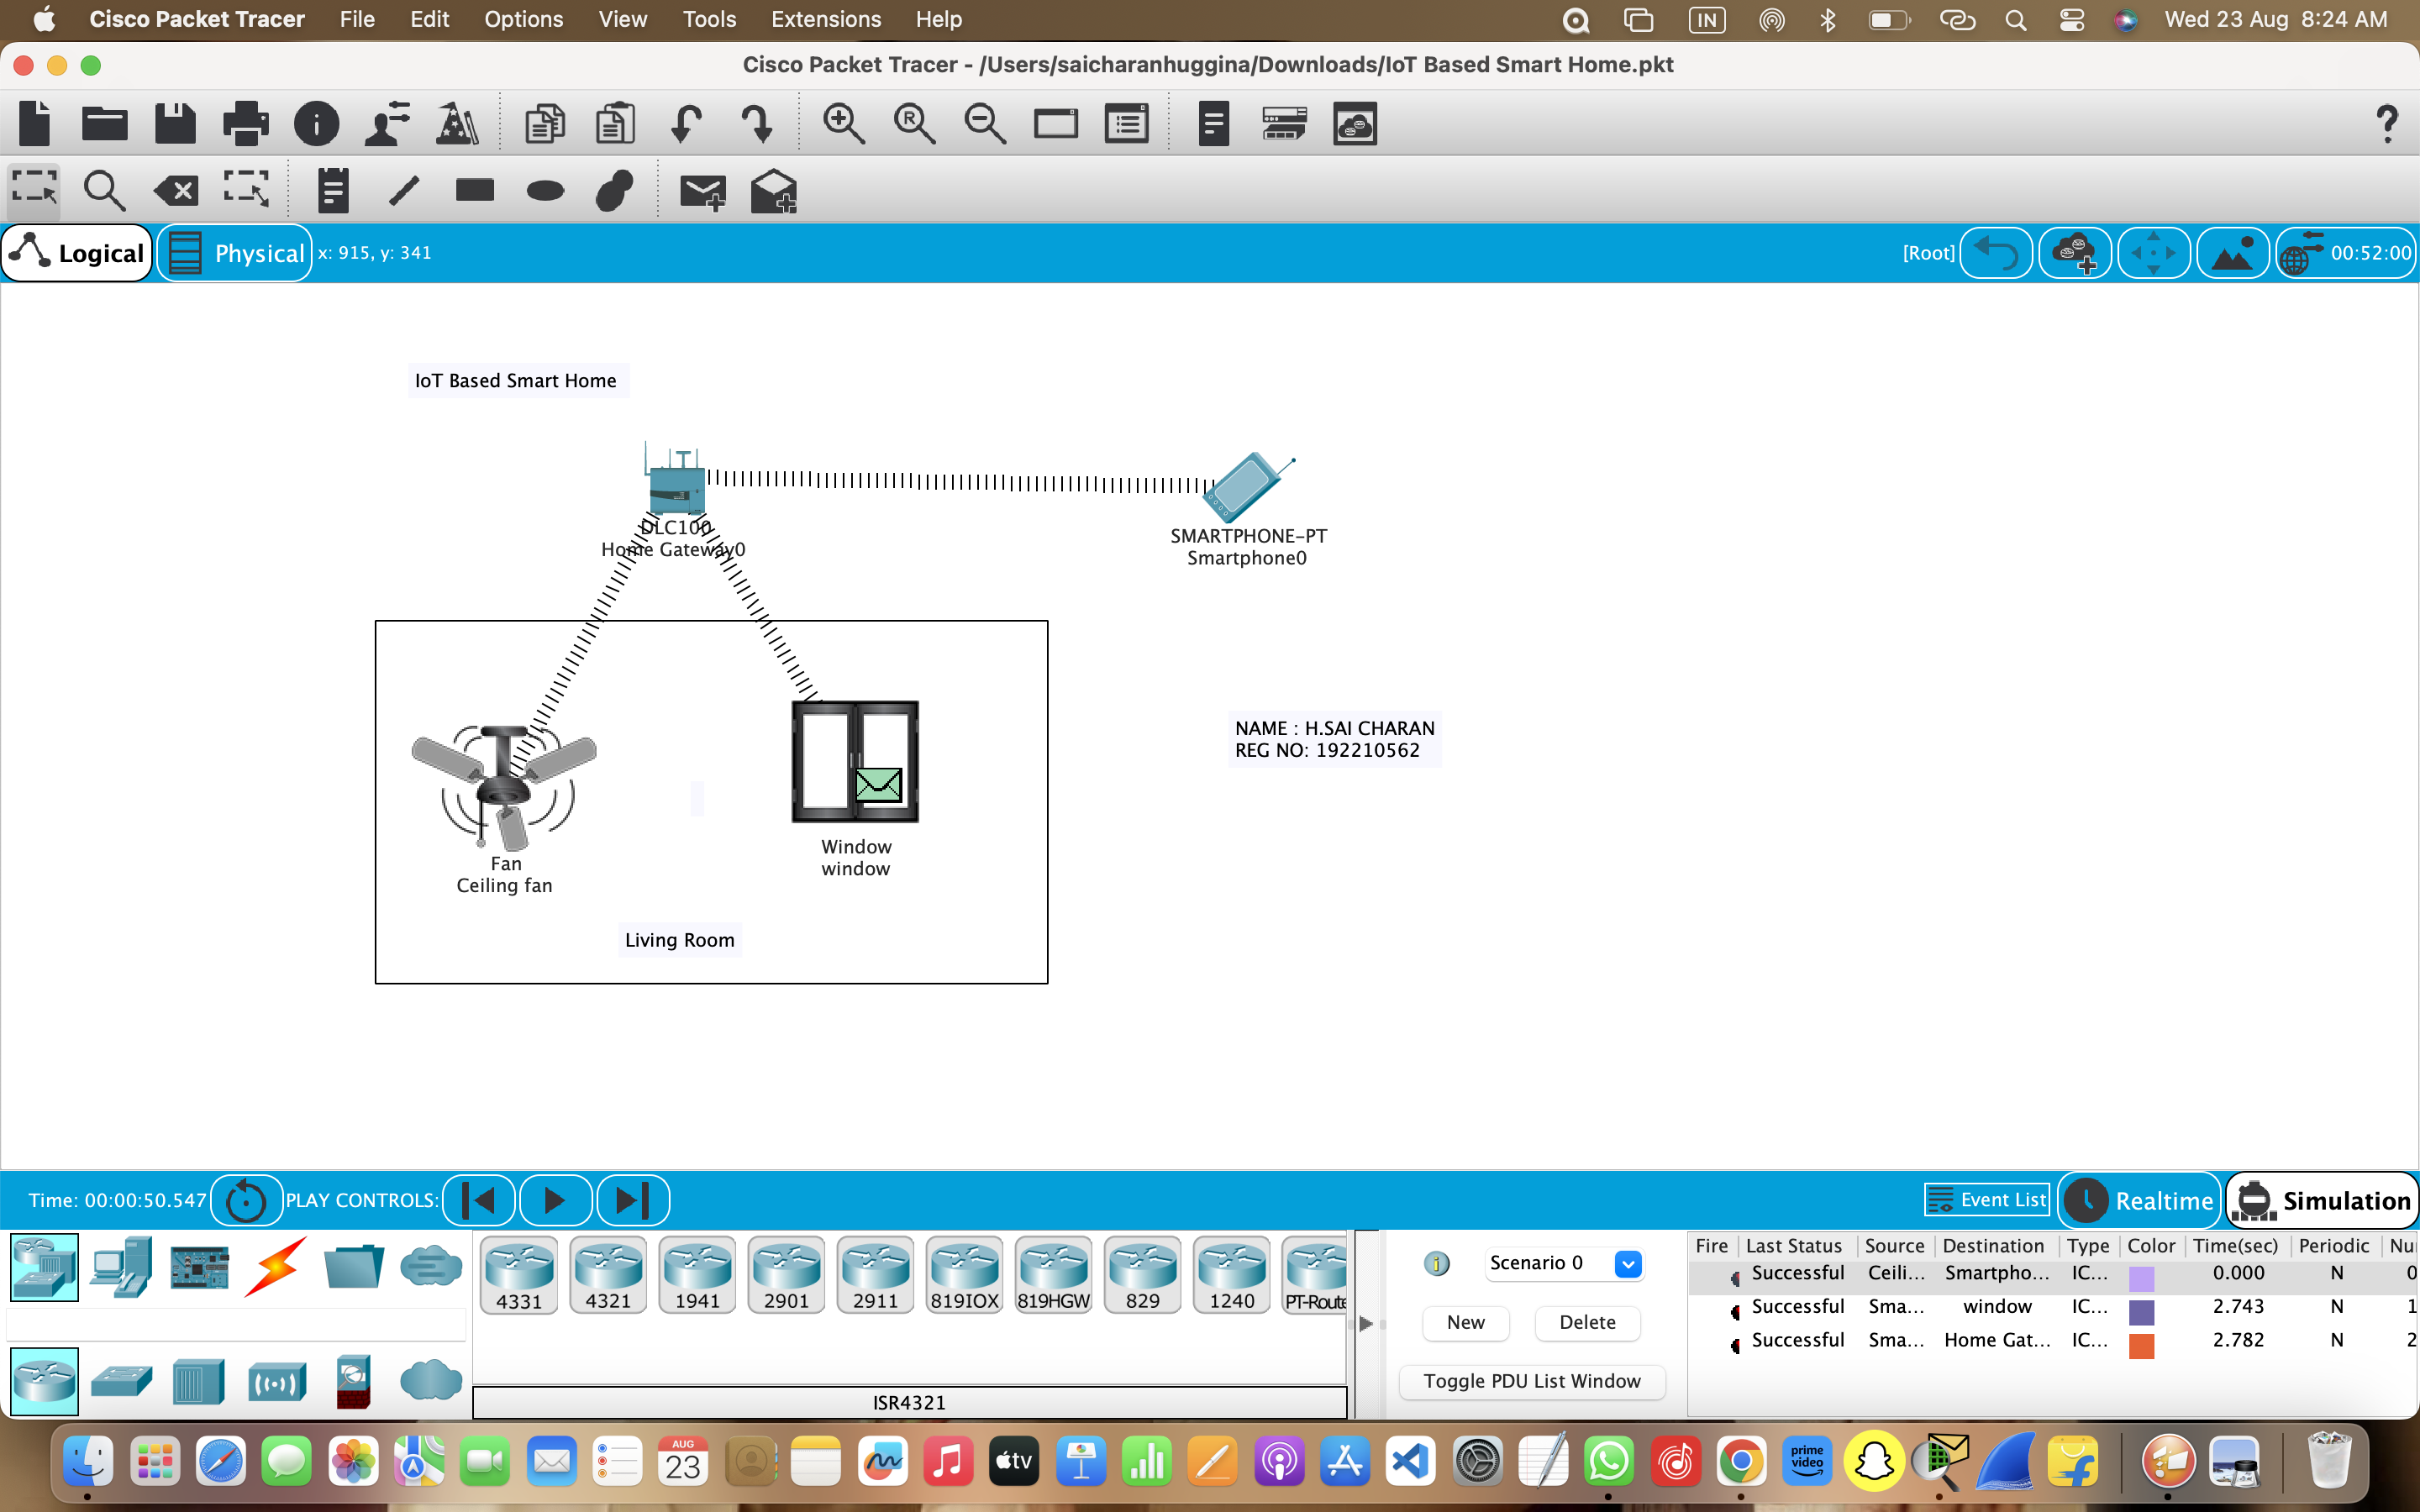 Cisco Packet Tracer File Edit Options View Tools Extensions Help IN Wed 23 Aug 8:24 AM
Cisco Packet Tracer - /Users/saicharanhuggina/Downloads/IoT Based Smart Home.pkt
Logical Physical x: 915, y: 341 [Root] 00:52:00
IoT Based Smart Home
DLC100
Home Gateway0
SMARTPHONE-PT
Smartphone0
NAME : H.SAI CHARAN
REG NO: 192210562
Window
window
Fan
Ceiling fan
Living Room
Time: 00:00:50.547 PLAY CONTROLS: Event List Realtime Simulation
4331 4321 1941 2901 2911 819IOX 819HGW 829 1240 PT-Route
ISR4321
Scenario 0
New Delete
Toggle PDU List Window
Fire Last Status Source Destination Type Color Time(sec) Periodic Nu
Successful Ceili... Smartpho... IC... 0.000 N 0
Successful Sma... window IC... 2.743 N 1
Successful Sma... Home Gat... IC... 2.782 N 2
AUG
23
tv
prime
video